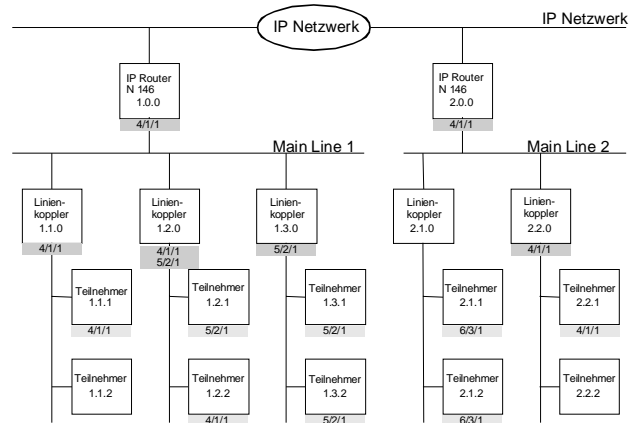 IP Netzwerk
IP Netzwerk
IP Router
N 146
1.0.0
4/1/1
IP Router
N 146
2.0.0
4/1/1
Main Line 1
Main Line 2
Linien-
koppler
1.1.0
4/1/1
Linien-
koppler
1.2.0
4/1/1
5/2/1
Linien-
koppler
1.3.0
5/2/1
Linien-
koppler
2.1.0
Linien-
koppler
2.2.0
4/1/1
Teilnehmer
1.1.1
4/1/1
Teilnehmer
1.2.1
5/2/1
Teilnehmer
1.3.1
5/2/1
Teilnehmer
2.1.1
6/3/1
Teilnehmer
2.2.1
4/1/1
Teilnehmer
1.1.2
Teilnehmer
1.2.2
4/1/1
Teilnehmer
1.3.2
5/2/1
Teilnehmer
2.1.2
6/3/1
Teilnehmer
2.2.2